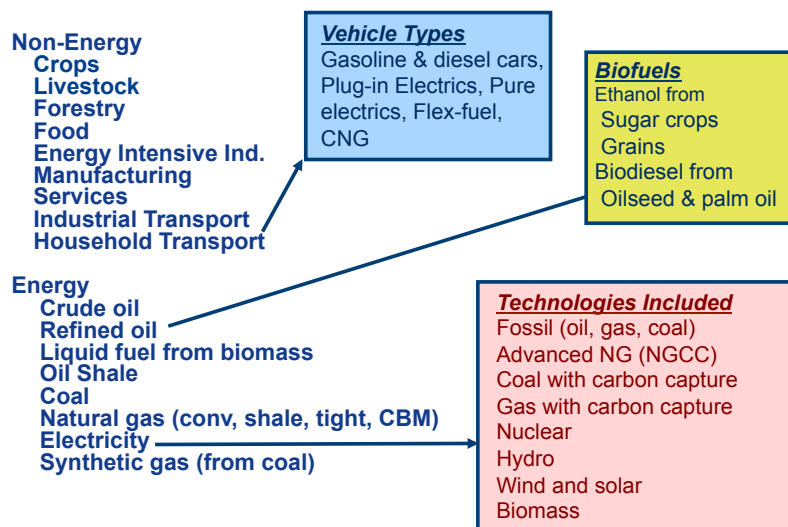 Non-Energy
Crops
Livestock
Forestry
Food
Energy Intensive Ind.
Manufacturing
Services
Industrial Transport
Household Transport
Vehicle Types
Gasoline & diesel cars,
Plug-in Electrics, Pure
electrics, Flex-fuel,
CNG
Biofuels
Ethanol from
Sugar crops
Grains
Biodiesel from
Oilseed & palm oil
Energy
Crude oil
Refined oil
Liquid fuel from biomass
Oil Shale
Coal
Natural gas (conv, shale, tight, CBM)
Electricity
Synthetic gas (from coal)
Technologies Included
Fossil (oil, gas, coal)
Advanced NG (NGCC)
Coal with carbon capture
Gas with carbon capture
Nuclear
Hydro
Wind and solar
Biomass